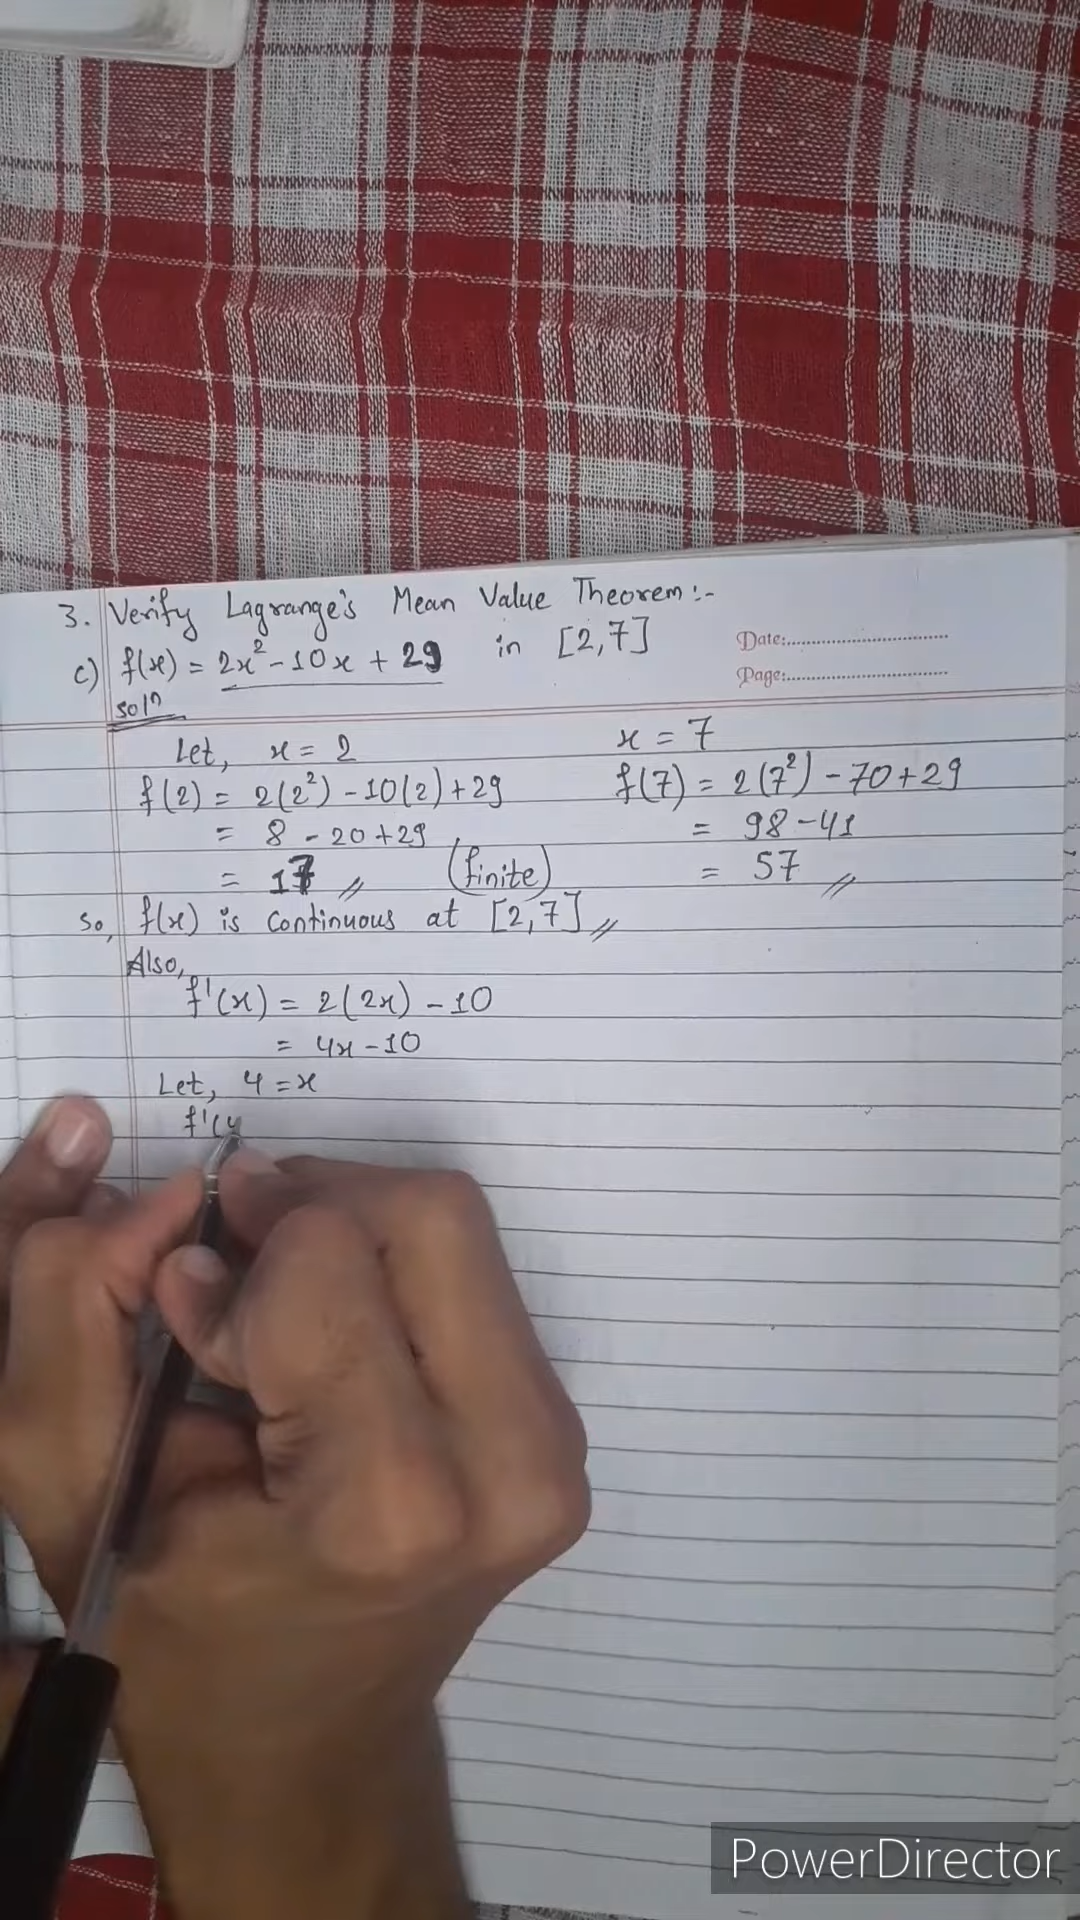 3. Verify Lagrange's Mean Value Theorem :-
c) f(x) = 2x² - 10x + 29 in [2,7]
Date:
Page:
solⁿ
Let, x = 2
f(2) = 2(2²) - 10(2) + 29
= 8 - 20 + 29
= 17 // (finite)
x = 7
f(7) = 2(7²) - 70 + 29
= 98 - 41
= 57 //
so, f(x) is continuous at [2,7] //
Also,
f'(x) = 2(2x) - 10
= 4x - 10
Let, 4 = x
f'(4
PowerDirector